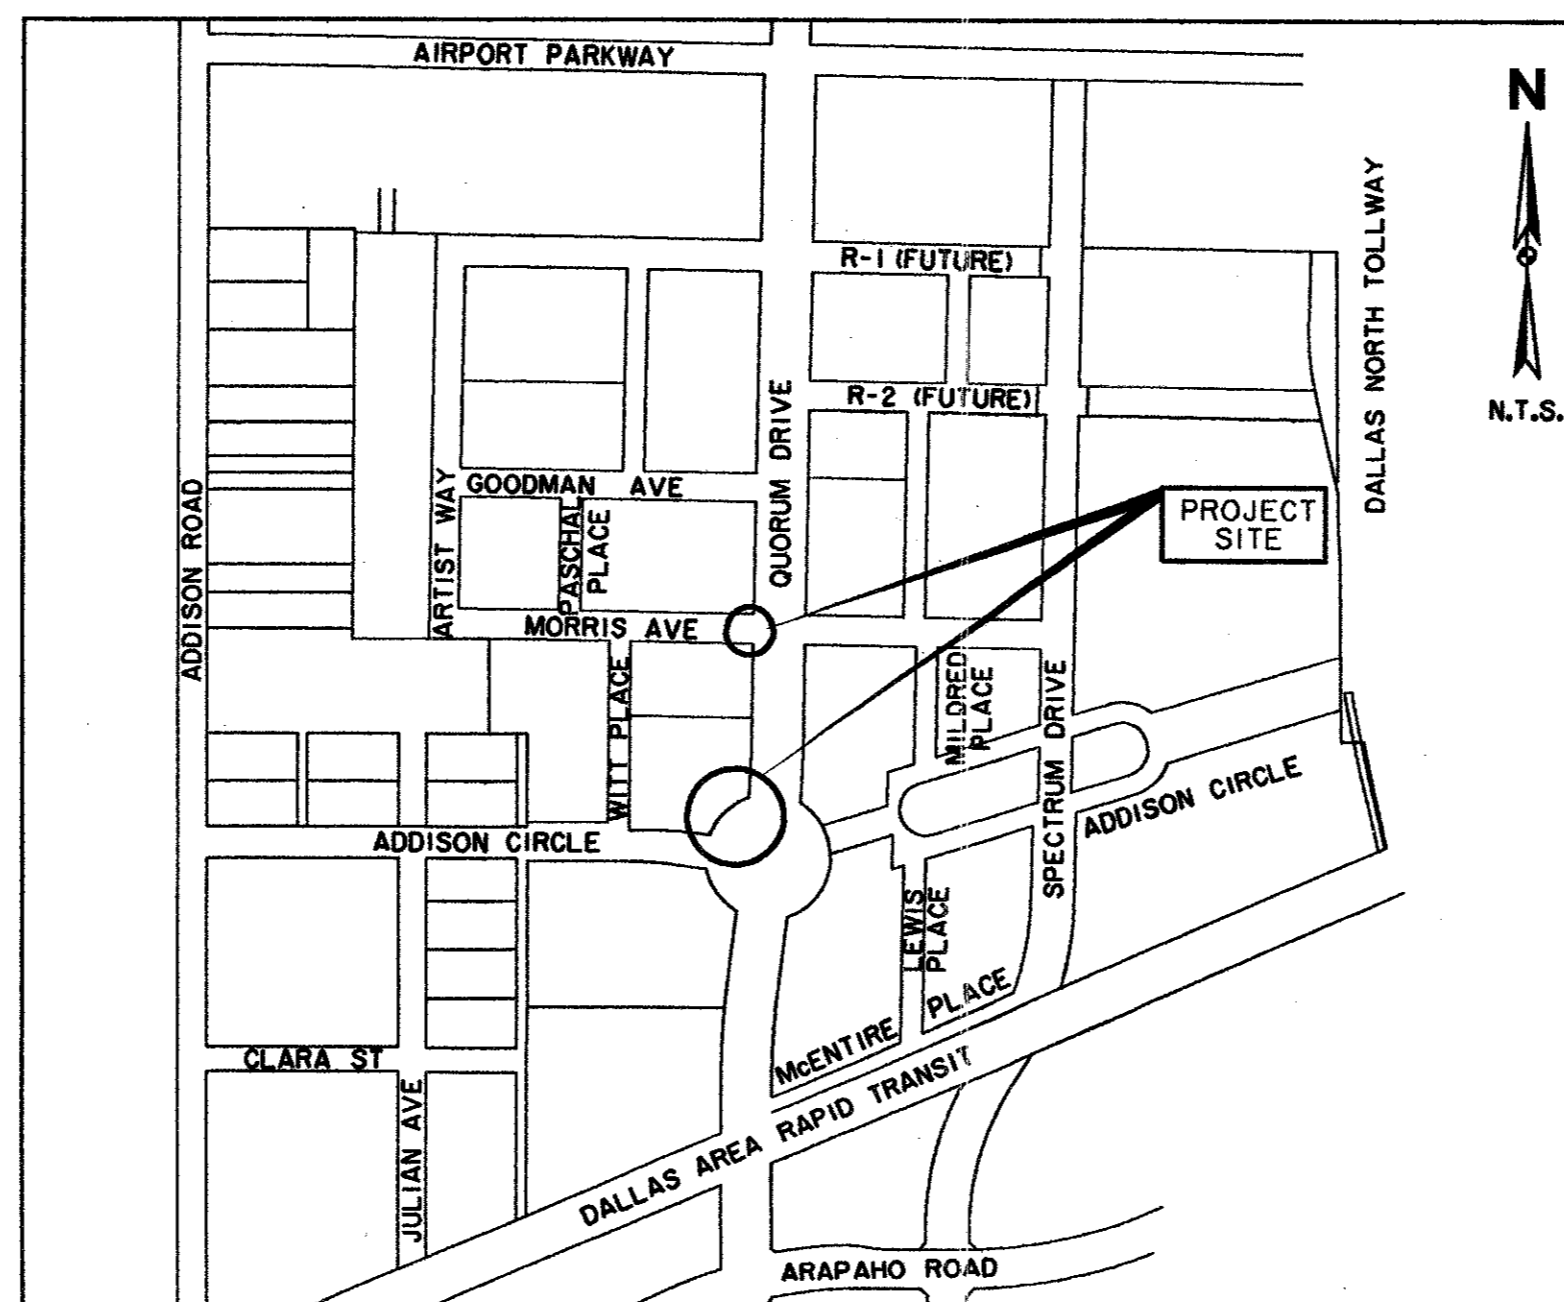 AIRPORT PARKWAY
N
N.T.S.
DALLAS NORTH TOLLWAY
R-1 (FUTURE)
R-2 (FUTURE)
QUORUM DRIVE
GOODMAN AVE
ARTIST WAY
PASCHAL
PLACE
ADDISON ROAD
PROJECT
SITE
MORRIS AVE
WITT PLACE
MILDRED
PLACE
SPECTRUM DRIVE
ADDISON CIRCLE
ADDISON CIRCLE
LEWIS
PLACE
McENTIRE PLACE
CLARA ST
JULIAN AVE
DALLAS AREA RAPID TRANSIT
ARAPAHO ROAD